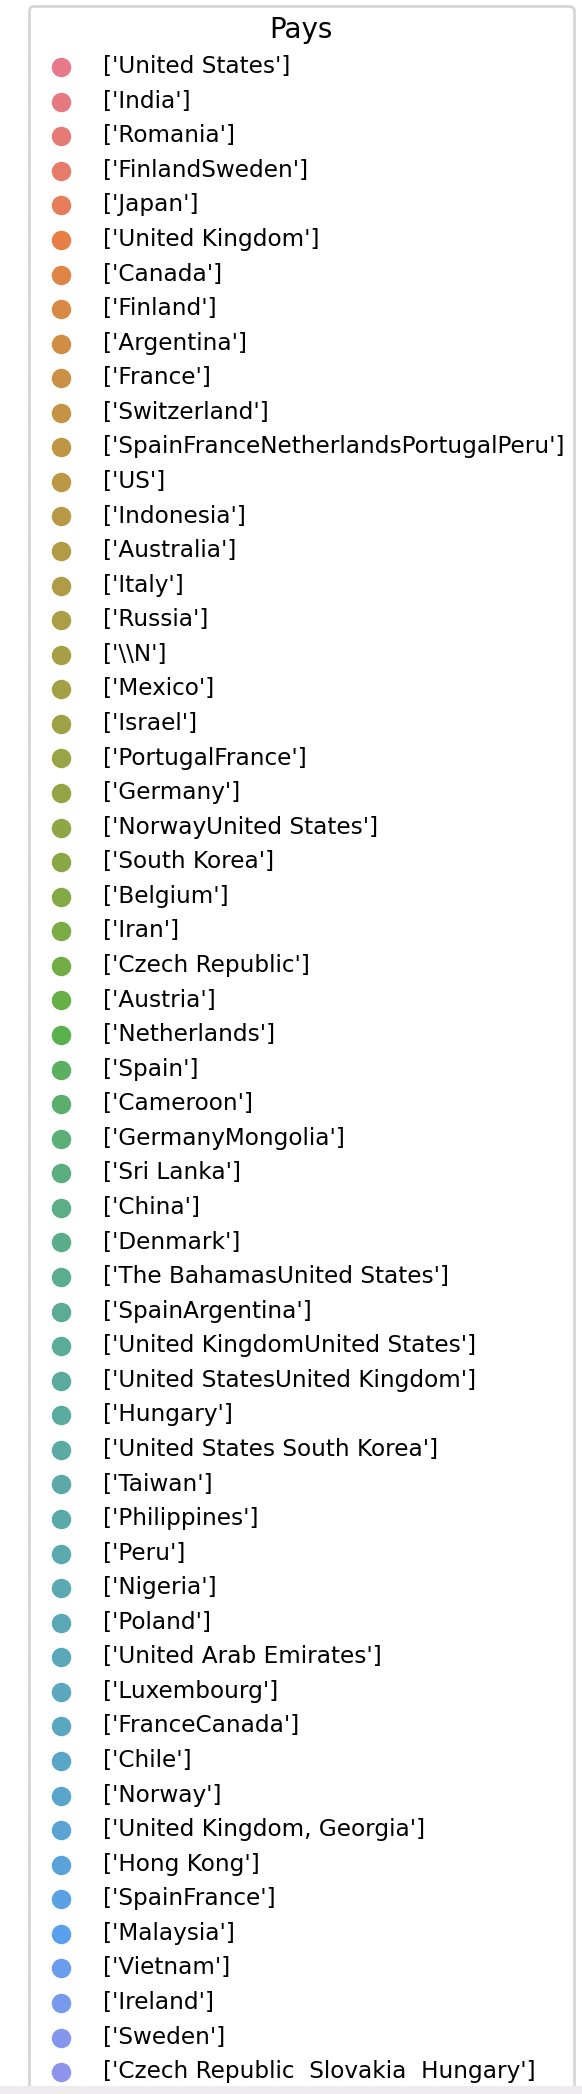 Pays
['United States']
['India']
['Romania']
['FinlandSweden']
['Japan']
['United Kingdom']
['Canada']
['Finland']
['Argentina']
['France']
['Switzerland']
['SpainFranceNetherlandsPortugalPeru']
['US']
['Indonesia']
['Australia']
['Italy']
['Russia']
['\\N']
['Mexico']
['Israel']
['PortugalFrance']
['Germany']
['NorwayUnited States']
['South Korea']
['Belgium']
['Iran']
['Czech Republic']
['Austria']
['Netherlands']
['Spain']
['Cameroon']
['GermanyMongolia']
['Sri Lanka']
['China']
['Denmark']
['The BahamasUnited States']
['SpainArgentina']
['United KingdomUnited States']
['United StatesUnited Kingdom']
['Hungary']
['United States South Korea']
['Taiwan']
['Philippines']
['Peru']
['Nigeria']
['Poland']
['United Arab Emirates']
['Luxembourg']
['FranceCanada']
['Chile']
['Norway']
['United Kingdom, Georgia']
['Hong Kong']
['SpainFrance']
['Malaysia']
['Vietnam']
['Ireland']
['Sweden']
['Czech Republic  Slovakia  Hungary']